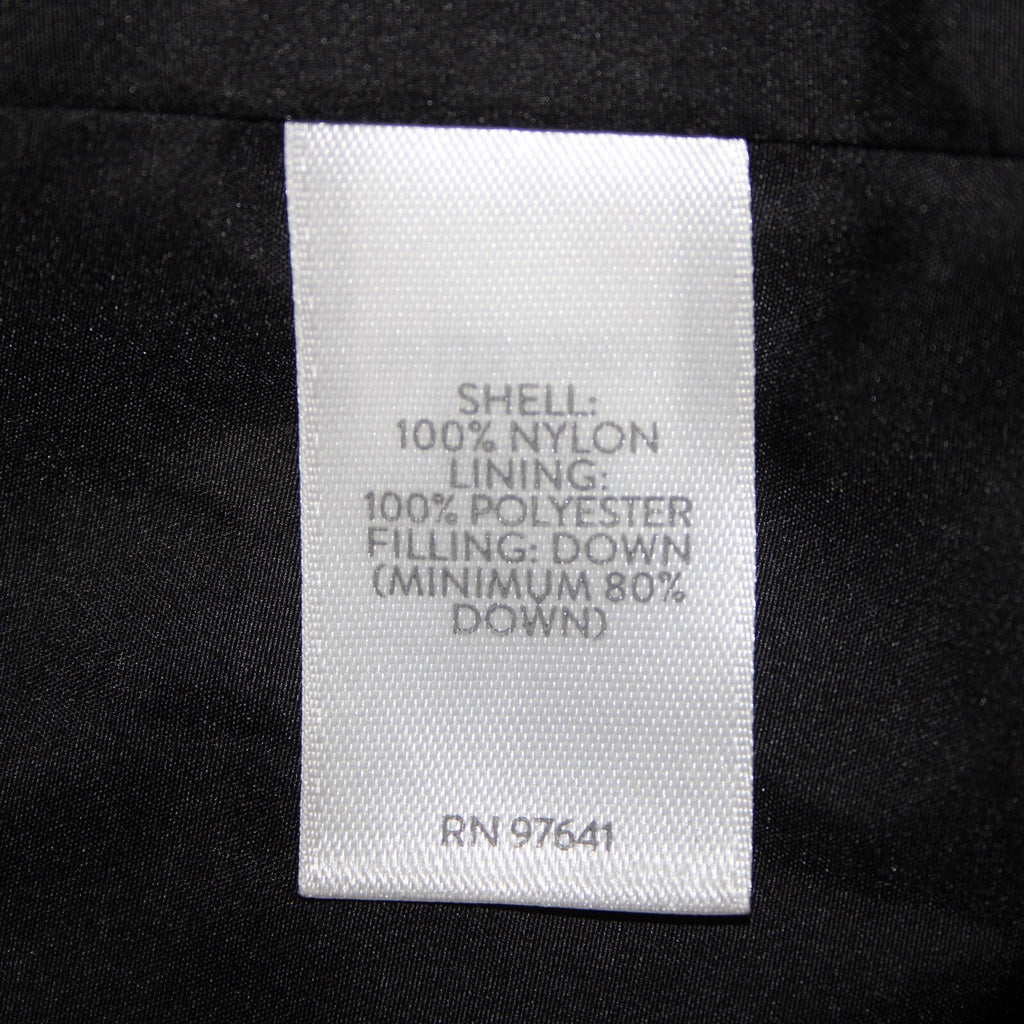 SHELL:
100% NYLON
LINING:
100% POLYESTER
FILLING: DOWN
(MINIMUM 80%
DOWN)
RN 97641